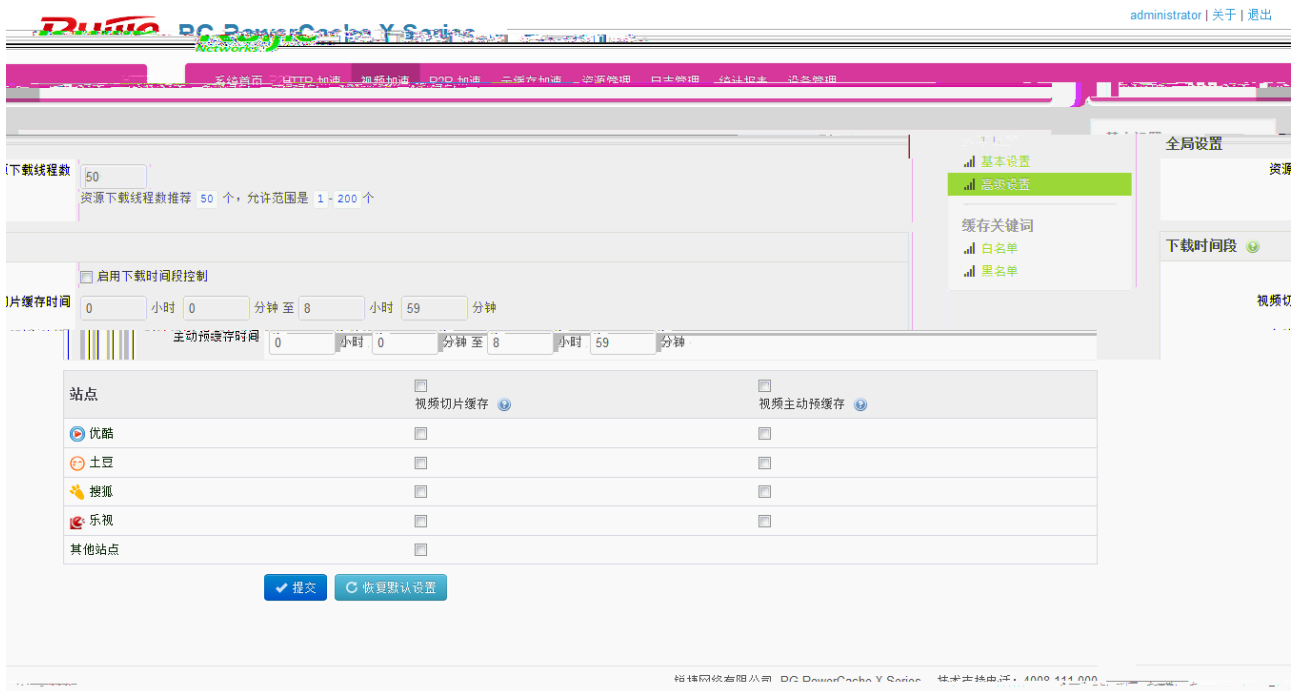 administrator | 关于 | 退出
RG PowerCache X Series
Networks
系统首页 HTTP 加速 视频加速 P2P 加速 云缓存加速 资源管理 日志管理 统计报表 设备管理
基本设置
高级设置
缓存关键词
白名单
黑名单
全局设置
资源
下载线程数 50
资源下载线程数推荐 50 个，允许范围是 1 - 200 个
下载时间段
启用下载时间段控制
视频切
片缓存时间 0 小时 0 分钟 至 8 小时 59 分钟
主动预缓存时间 0 小时 0 分钟 至 8 小时 59 分钟
站点 视频切片缓存 视频主动预缓存
优酷
土豆
搜狐
乐视
其他站点
提交 恢复默认设置
锐捷网络有限公司 RG PowerCache X Series 技术支持电话：4008 111 000